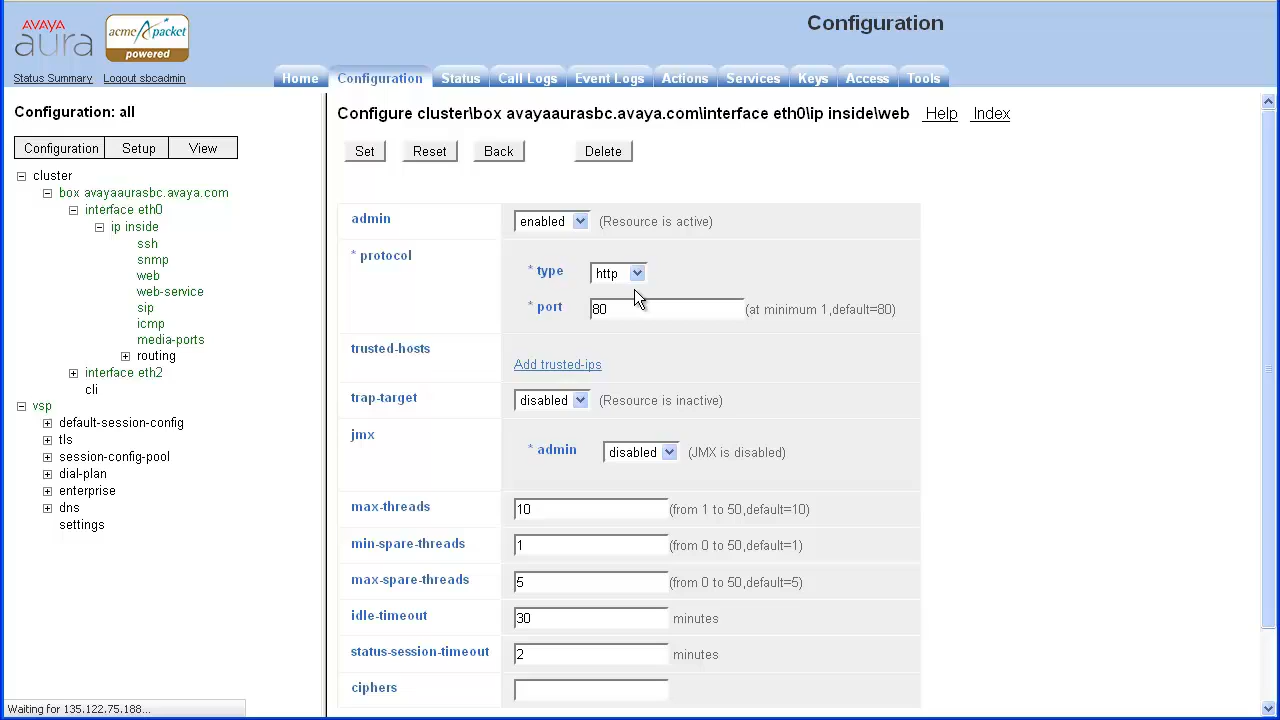 AVAYA
aura
acme packet
powered
Configuration
Status Summary Logout sbcadmin
Home Configuration Status Call Logs Event Logs Actions Services Keys Access Tools
Configuration: all
Configuration Setup View
cluster
box avayaaurasbc.avaya.com
interface eth0
ip inside
ssh
snmp
web
web-service
sip
icmp
media-ports
routing
interface eth2
cli
vsp
default-session-config
tls
session-config-pool
dial-plan
enterprise
dns
settings
Configure cluster\box avayaaurasbc.avaya.com\interface eth0\ip inside\web Help Index
Set Reset Back Delete
admin enabled (Resource is active)
* protocol
* type http
* port 80 (at minimum 1,default=80)
trusted-hosts
Add trusted-ips
trap-target disabled (Resource is inactive)
jmx
* admin disabled (JMX is disabled)
max-threads 10 (from 1 to 50,default=10)
min-spare-threads 1 (from 0 to 50,default=1)
max-spare-threads 5 (from 0 to 50,default=5)
idle-timeout 30 minutes
status-session-timeout 2 minutes
ciphers
Waiting for 135.122.75.188...